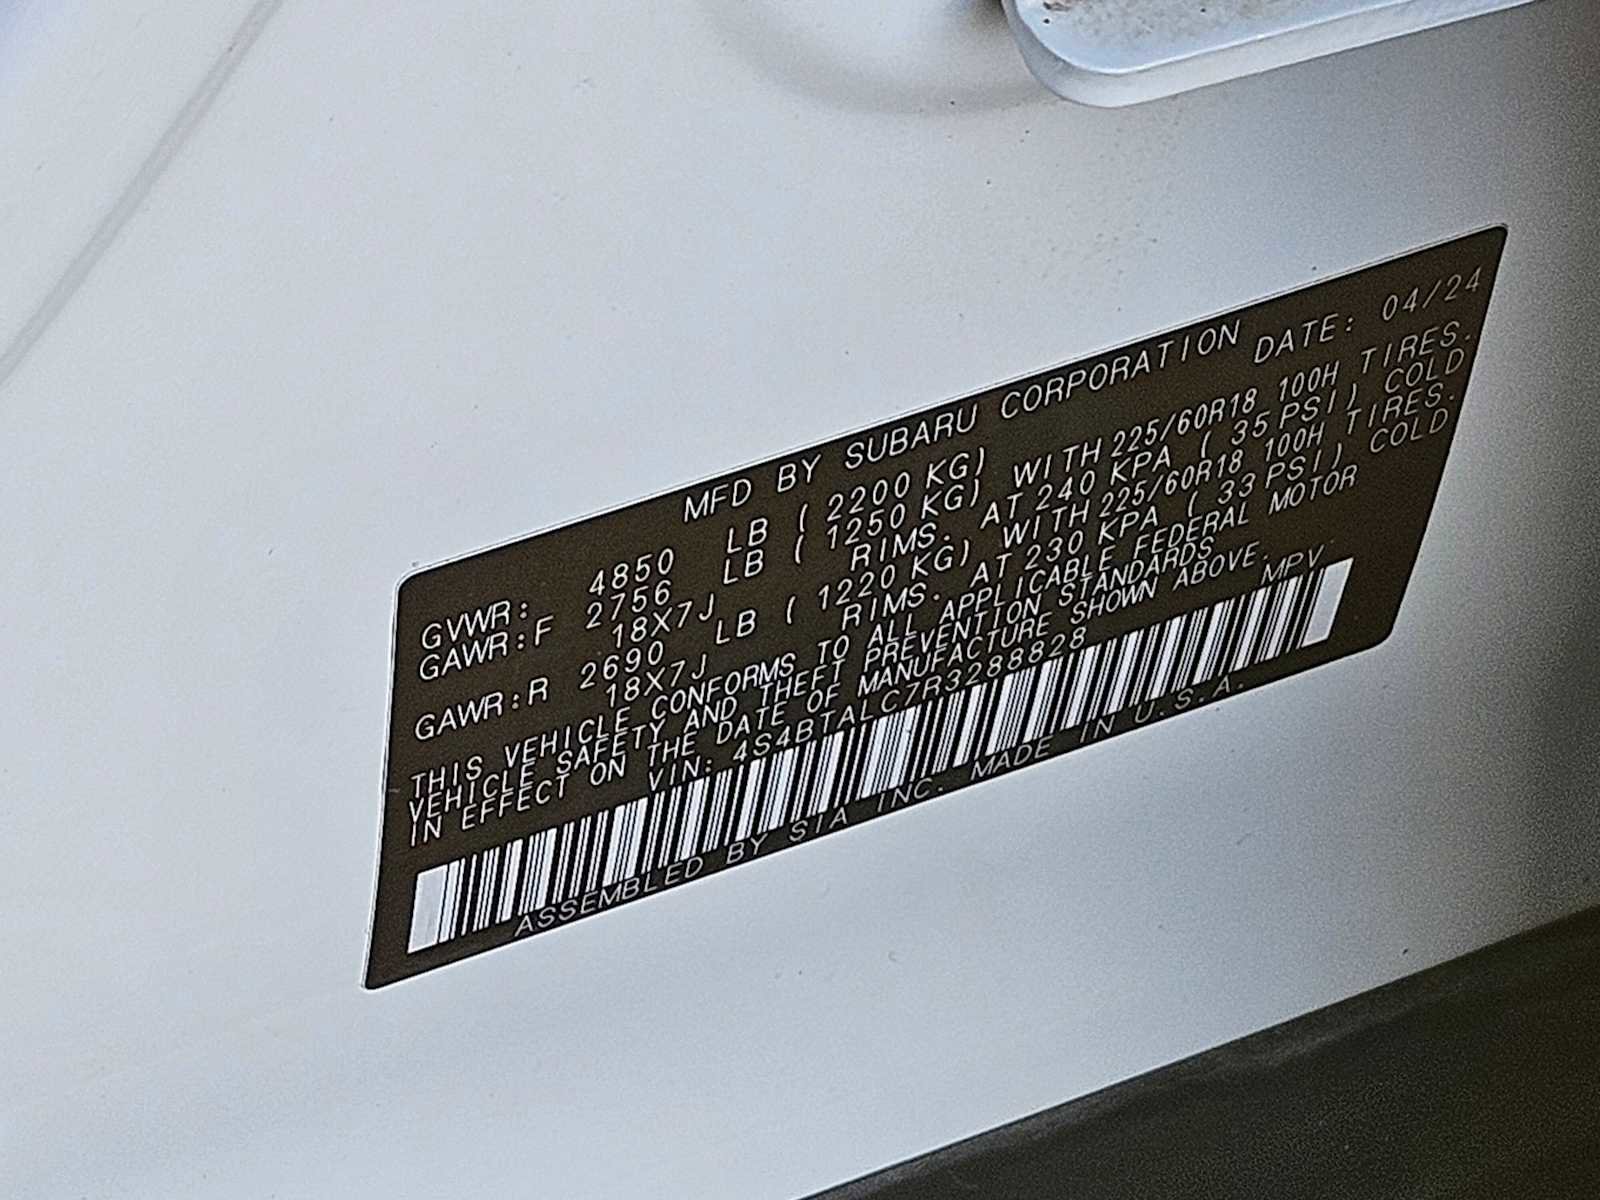 MFD BY SUBARU CORPORATION
DATE: 04/24
GVWR: 4850 LB ( 2200 KG)
GAWR:F 2756 LB ( 1250 KG) WITH 225/60R18 100H TIRES.
18X7J RIMS. AT 240 KPA ( 35 PSI) COLD
GAWR:R 2690 LB ( 1220 KG) WITH 225/60R18 100H TIRES.
18X7J RIMS. AT 230 KPA ( 33 PSI) COLD
THIS VEHICLE CONFORMS TO ALL APPLICABLE FEDERAL MOTOR
VEHICLE SAFETY AND THEFT PREVENTION STANDARDS
IN EFFECT ON THE DATE OF MANUFACTURE SHOWN ABOVE.
VIN: 4S4BTALC7R3288828 MPV
ASSEMBLED BY SIA INC. MADE IN U.S.A.